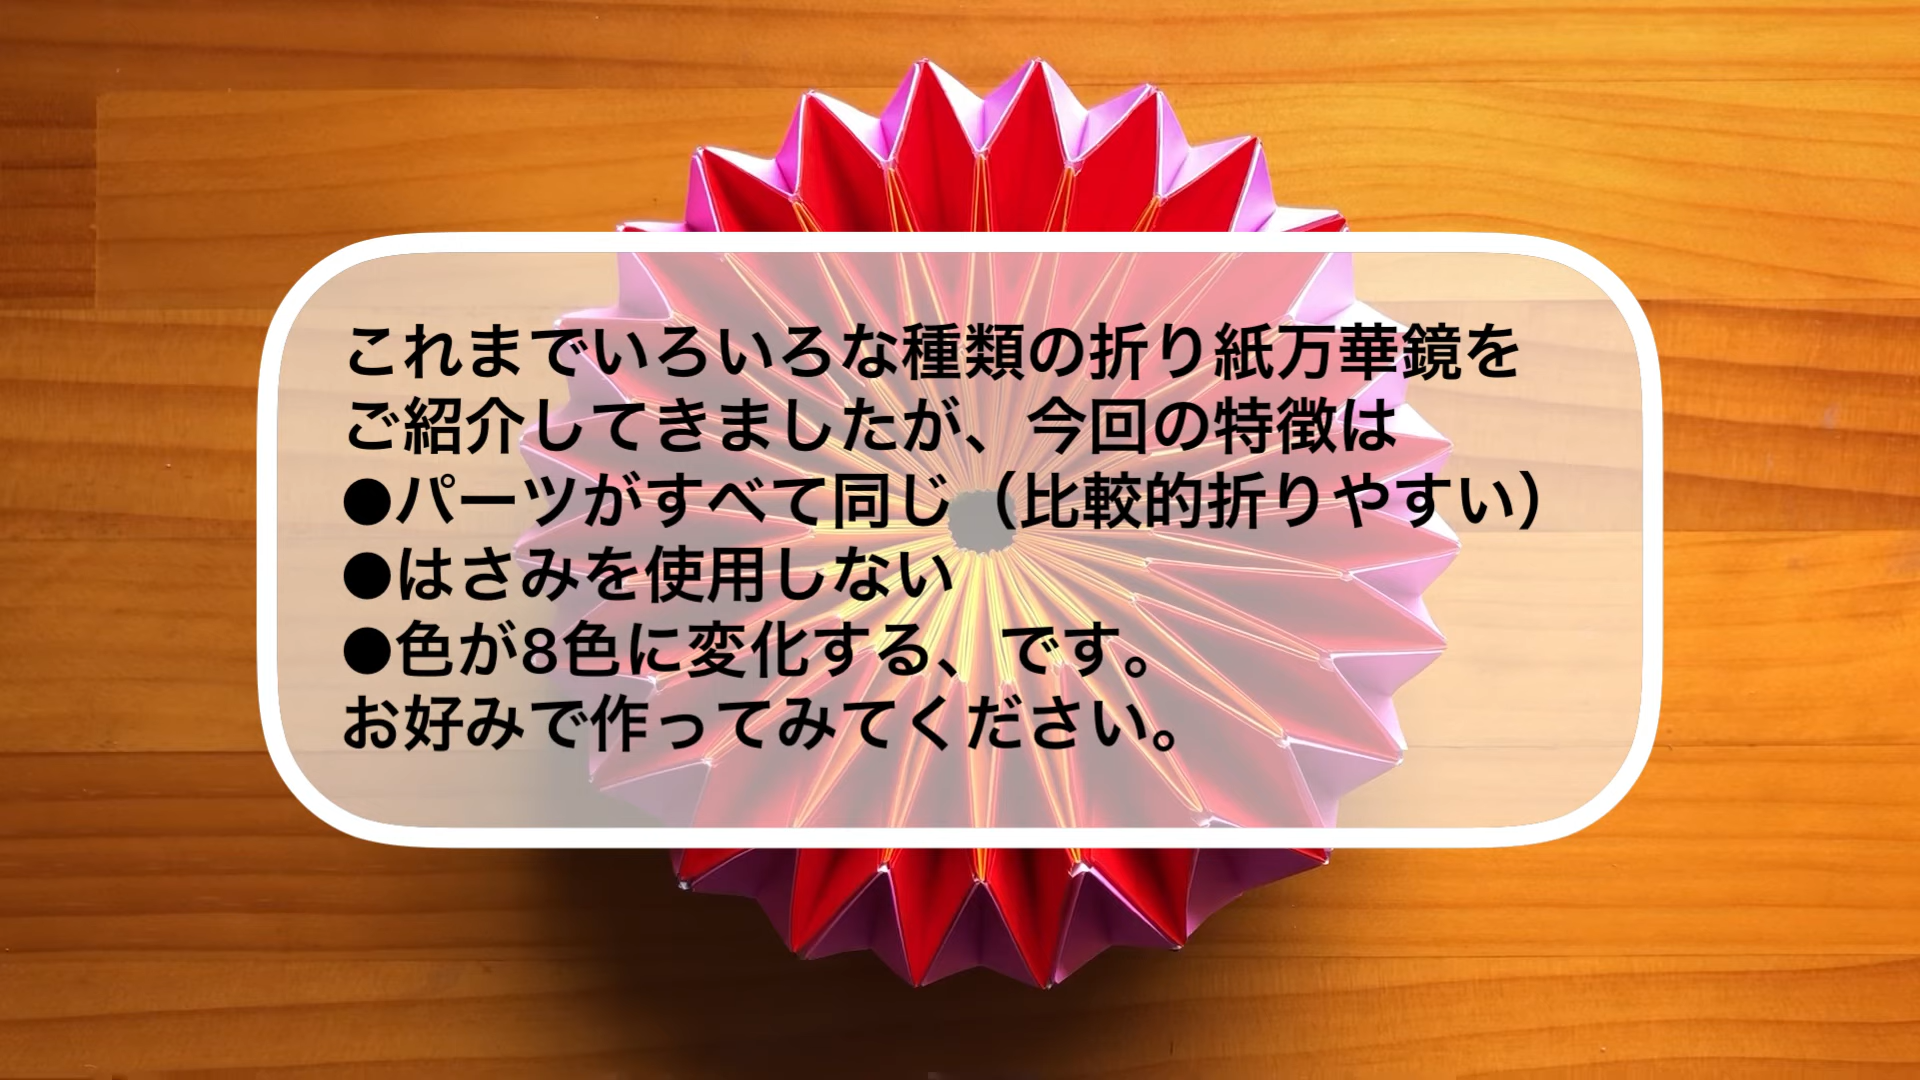 これまでいろいろな種類の折り紙万華鏡を
ご紹介してきましたが、今回の特徴は
●パーツがすべて同じ（比較的折りやすい）
●はさみを使用しない
●色が8色に変化する、です。
お好みで作ってみてください。